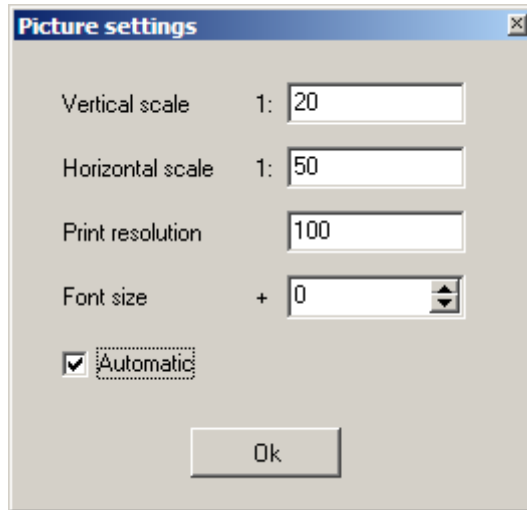 Picture settings
Vertical scale 1: 20
Horizontal scale 1: 50
Print resolution 100
Font size + 0
Automatic
Ok